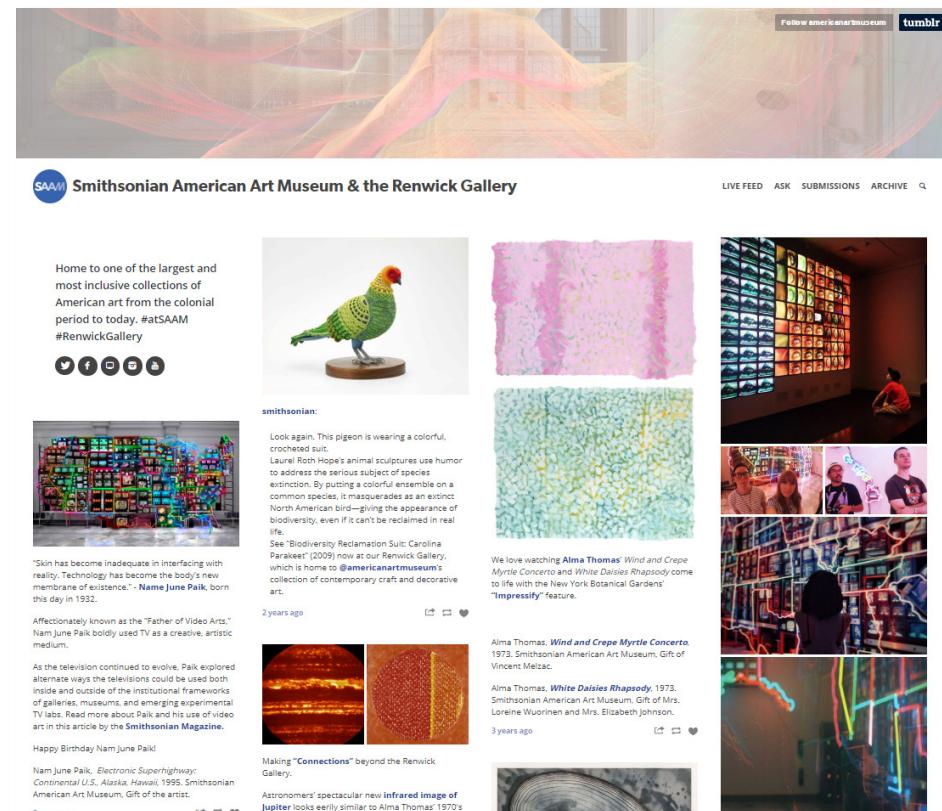 Follow americanartmuseum
tumblr
SAAM
Smithsonian American Art Museum & the Renwick Gallery
LIVE FEED ASK SUBMISSIONS ARCHIVE
Home to one of the largest and
most inclusive collections of
American art from the colonial
period to today. #atSAAM
#RenwickGallery
"Skin has become inadequate in interfacing with
reality. Technology has become the body's new
membrane of existence." - Name June Paik, born
this day in 1932.
Affectionately known as the "Father of Video Arts,"
Nam June Paik boldly used TV as a creative, artistic
medium.
As the television continued to evolve, Paik explored
alternate ways the televisions could be used both
inside and outside of the institutional frameworks
of galleries, museums, and emerging experimental
TV labs. Read more about Paik and his use of video
art in this article by the Smithsonian Magazine.
Happy Birthday Nam June Paik!
Nam June Paik, Electronic Superhighway:
Continental U.S., Alaska, Hawaii, 1995. Smithsonian
American Art Museum, Gift of the artist.
smithsonian:
Look again. This pigeon is wearing a colorful,
crocheted suit.
Laurel Roth Hope's animal sculptures use humor
to address the serious subject of species
extinction. By putting a colorful ensemble on a
common species, it masquerades as an extinct
North American bird—giving the appearance of
biodiversity, even if it can't be reclaimed in real
life.
See "Biodiversity Reclamation Suit: Carolina
Parakeet" (2009) now at our Renwick Gallery,
which is home to @americanartmuseum's
collection of contemporary craft and decorative
art.
2 years ago
Making "Connections" beyond the Renwick
Gallery.
Astronomers' spectacular new infrared image of
Jupiter looks eerily similar to Alma Thomas' 1970's
We love watching Alma Thomas' Wind and Crepe
Myrtle Concerto and White Daisies Rhapsody come
to life with the New York Botanical Gardens'
"Impressify" feature.
Alma Thomas, Wind and Crepe Myrtle Concerto,
1973. Smithsonian American Art Museum, Gift of
Vincent Melzac.
Alma Thomas, White Daisies Rhapsody, 1973.
Smithsonian American Art Museum, Gift of Mrs.
Loreine Wuorinen and Mrs. Elizabeth Johnson.
3 years ago